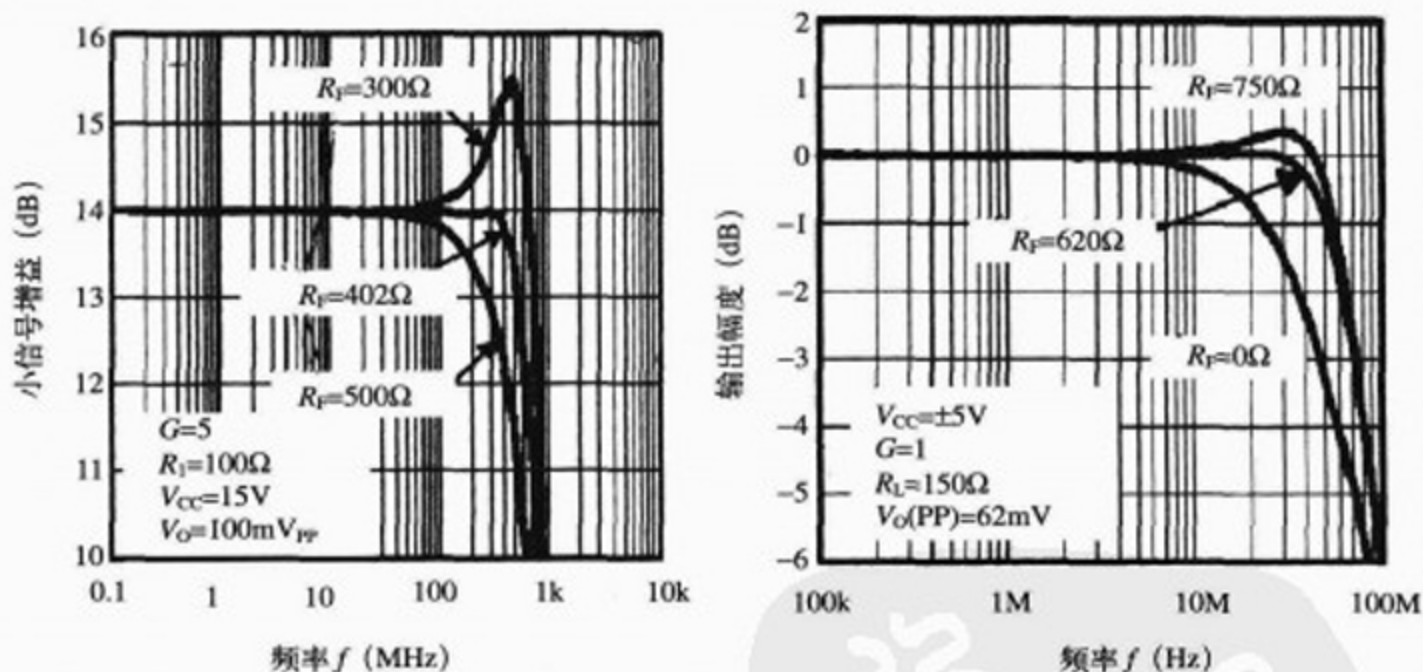 16
15
14
13
12
11
10
小信号增益 (dB)
R_F=300Ω
R_F=402Ω
R_F=500Ω
G=5
R_1=100Ω
V_CC=15V
V_O=100mV_PP
0.1 1 10 100 1k 10k
频率 f (MHz)
2
1
0
−1
−2
−3
−4
−5
−6
输出幅度 (dB)
R_F=750Ω
R_F=620Ω
R_F=0Ω
V_CC=±5V
G=1
R_L=150Ω
V_O(PP)=62mV
100k 1M 10M 100M
频率 f (Hz)